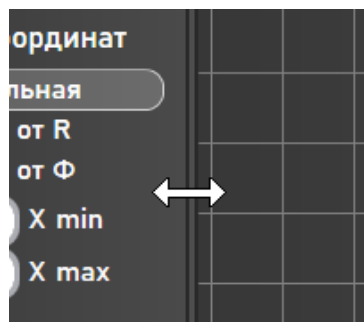 ординат
льная
от R
от Ф
X min
X max